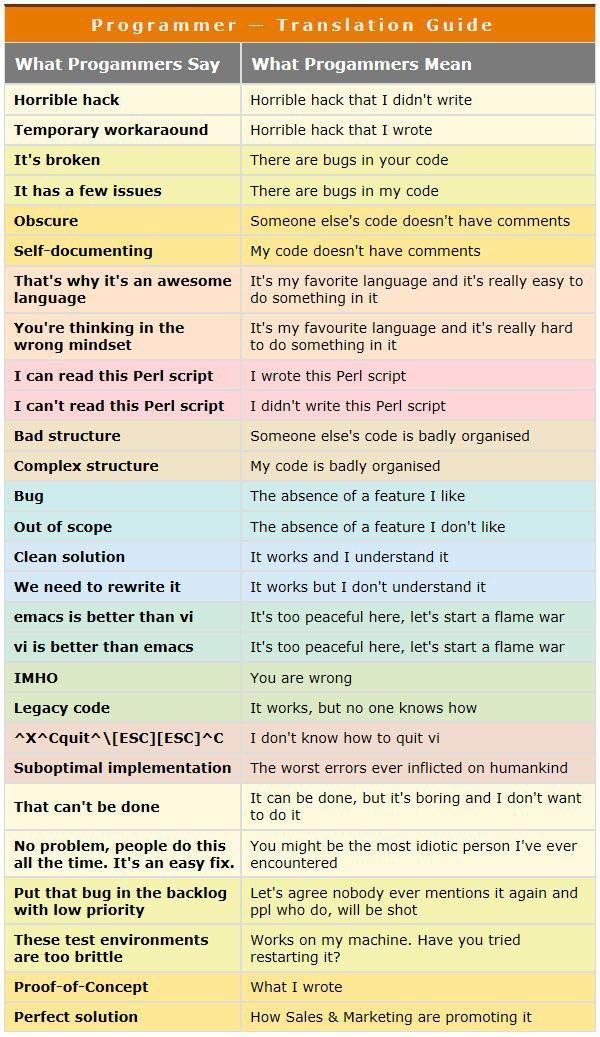 Programmer — Translation Guide
What Progammers Say What Progammers Mean
Horrible hack Horrible hack that I didn't write
Temporary workaraound Horrible hack that I wrote
It's broken There are bugs in your code
It has a few issues There are bugs in my code
Obscure Someone else's code doesn't have comments
Self-documenting My code doesn't have comments
That's why it's an awesome
language
It's my favorite language and it's really easy to
do something in it
You're thinking in the
wrong mindset
It's my favourite language and it's really hard
to do something in it
I can read this Perl script I wrote this Perl script
I can't read this Perl script I didn't write this Perl script
Bad structure Someone else's code is badly organised
Complex structure My code is badly organised
Bug The absence of a feature I like
Out of scope The absence of a feature I don't like
Clean solution It works and I understand it
We need to rewrite it It works but I don't understand it
emacs is better than vi It's too peaceful here, let's start a flame war
vi is better than emacs It's too peaceful here, let's start a flame war
IMHO You are wrong
Legacy code It works, but no one knows how
^X^Cquit^\[ESC][ESC]^C I don't know how to quit vi
Suboptimal implementation The worst errors ever inflicted on humankind
That can't be done
It can be done, but it's boring and I don't want
to do it
No problem, people do this
all the time. It's an easy fix.
You might be the most idiotic person I've ever
encountered
Put that bug in the backlog
with low priority
Let's agree nobody ever mentions it again and
ppl who do, will be shot
These test environments
are too brittle
Works on my machine. Have you tried
restarting it?
Proof-of-Concept What I wrote
Perfect solution How Sales & Marketing are promoting it